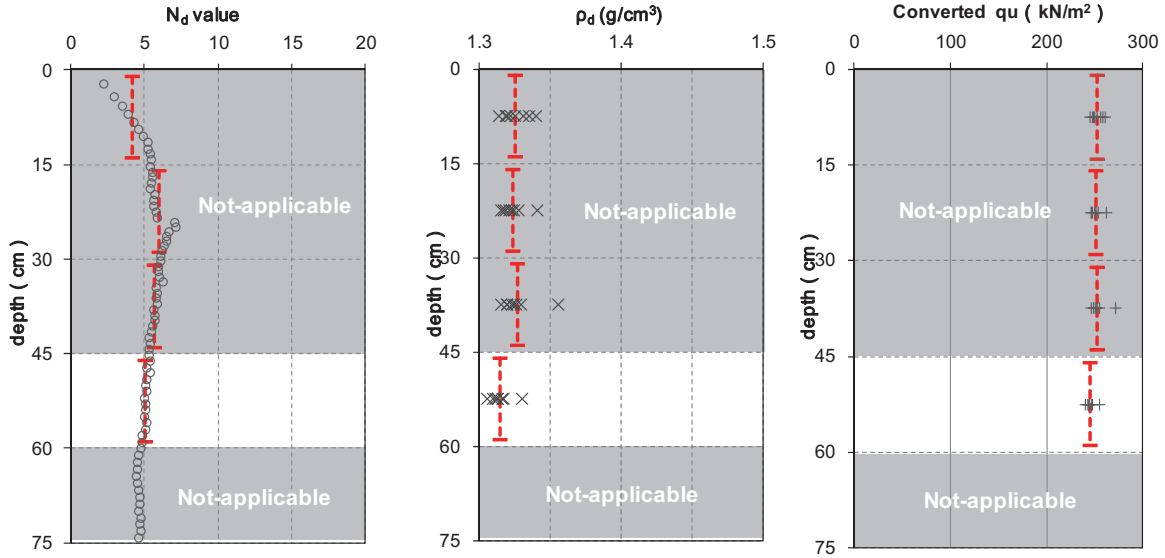 N_d value
0 5 10 15 20
0
15
30
45
60
75
depth ( cm )
Not-applicable
Not-applicable
ρ_d (g/cm³)
1.3 1.4 1.5
0
15
30
45
60
75
depth ( cm )
Not-applicable
Not-applicable
Converted qu ( kN/m² )
0 100 200 300
0
15
30
45
60
75
depth ( cm )
Not-applicable
Not-applicable